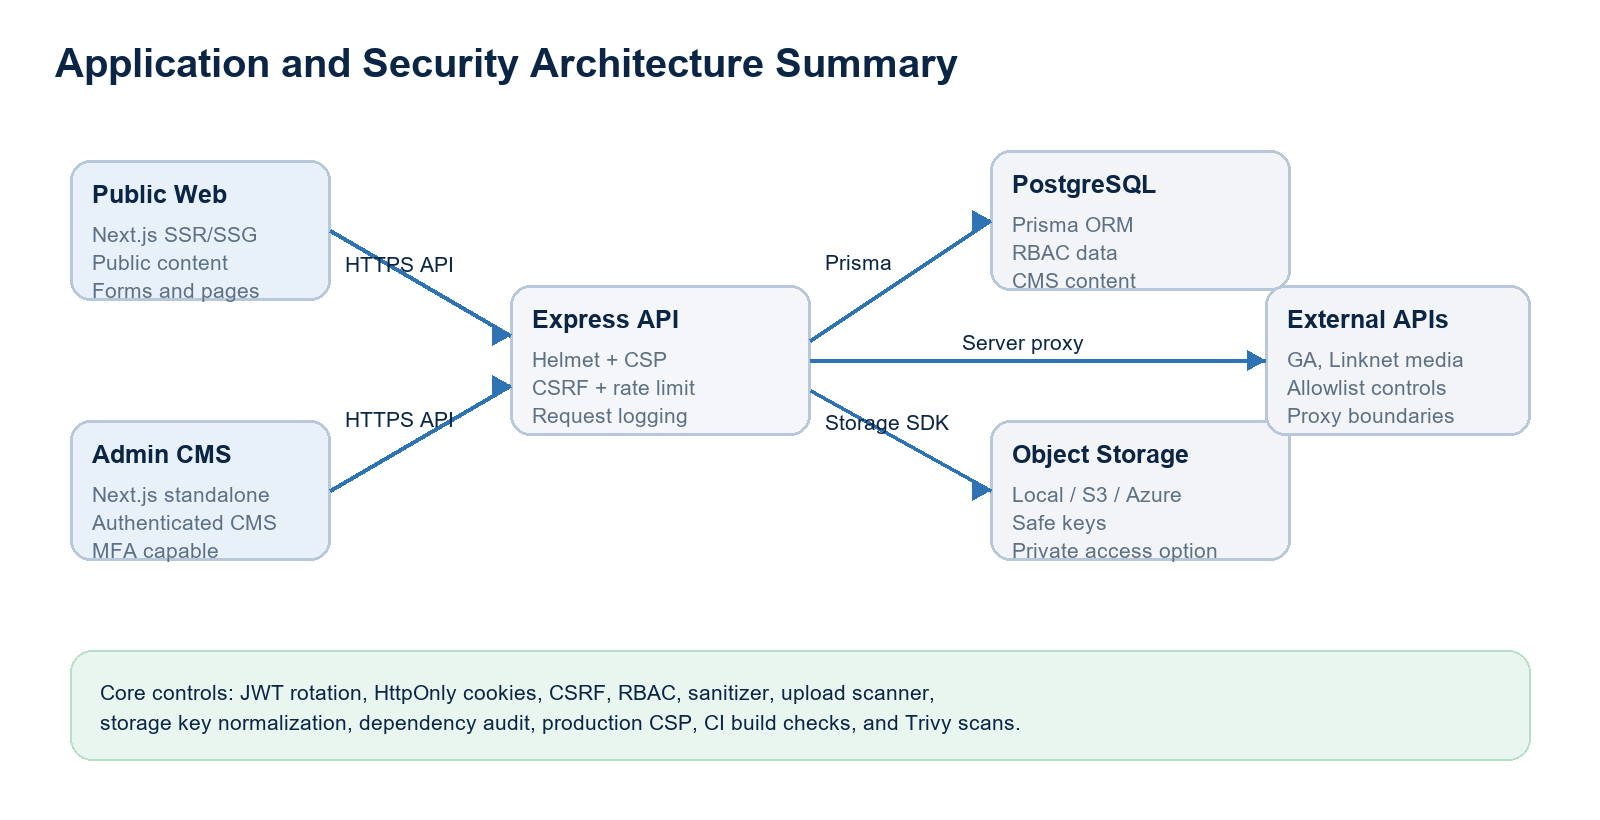 Application and Security Architecture Summary
Public Web
Next.js SSR/SSG
Public content
Forms and pages
HTTPS API
Admin CMS
Next.js standalone
Authenticated CMS
MFA capable
HTTPS API
Express API
Helmet + CSP
CSRF + rate limit
Request logging
Prisma
Server proxy
Storage SDK
PostgreSQL
Prisma ORM
RBAC data
CMS content
External APIs
GA, Linknet media
Allowlist controls
Proxy boundaries
Object Storage
Local / S3 / Azure
Safe keys
Private access option
Core controls: JWT rotation, HttpOnly cookies, CSRF, RBAC, sanitizer, upload scanner,
storage key normalization, dependency audit, production CSP, CI build checks, and Trivy scans.